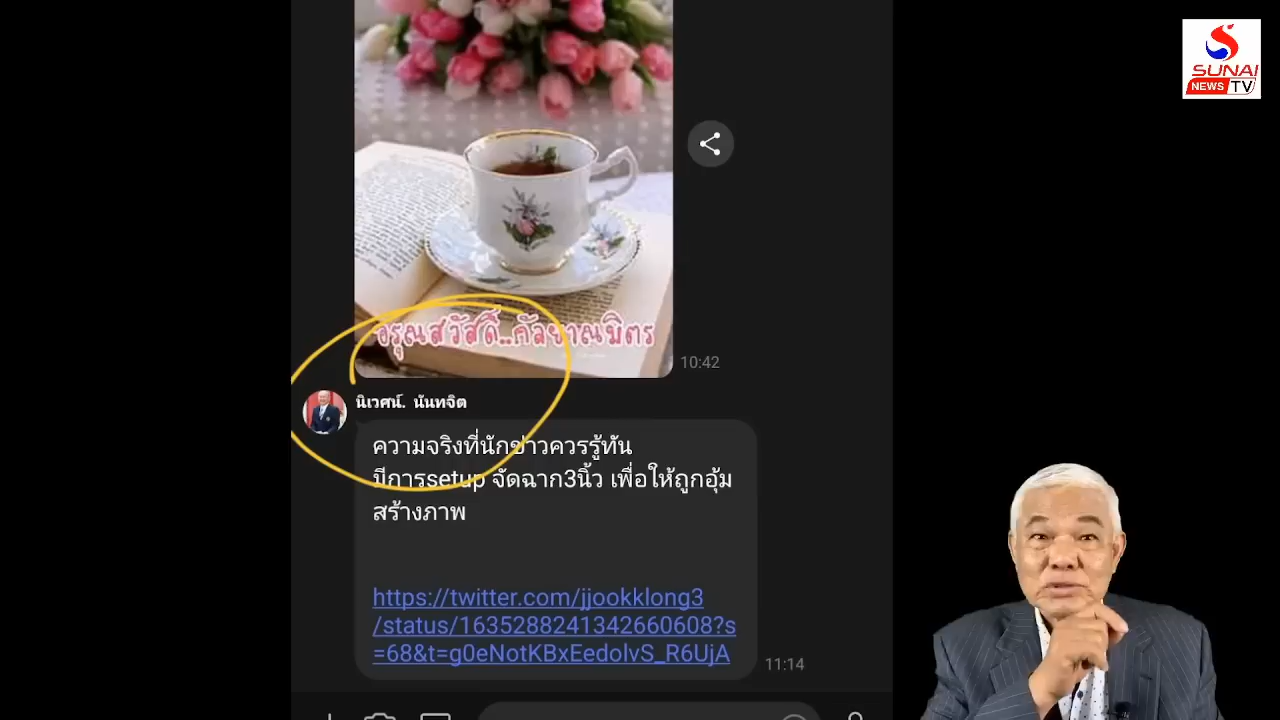 SUNAI
NEWS TV
อรุณสวัสดิ์..กัลยาณมิตร
10:42
นิเวศน์. นันทจิต
ความจริงที่นักข่าวควรรู้ทัน
มีการsetup จัดฉาก3นิ้ว เพื่อให้ถูกอุ้ม
สร้างภาพ
https://twitter.com/jjookklong3
/status/1635288241342660608?s
=68&t=g0eNotKBxEedolvS_R6UjA
11:14